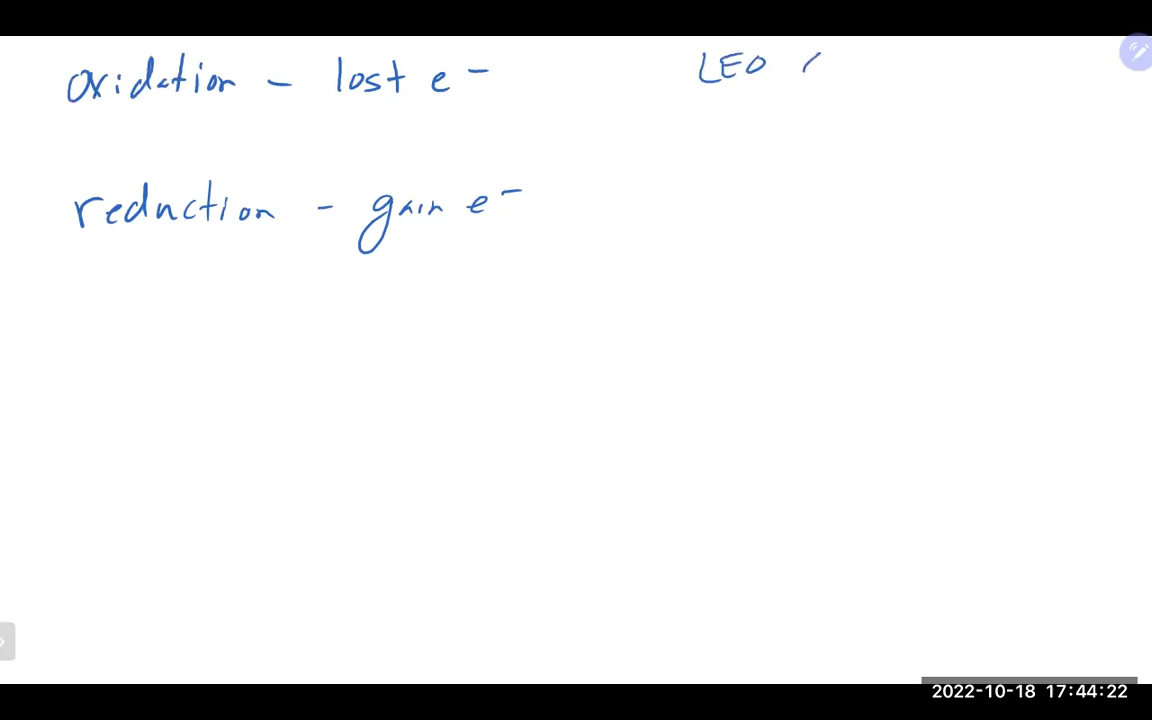 oxidation - lost e- LEO
reduction - gain e-
2022-10-18 17:44:22